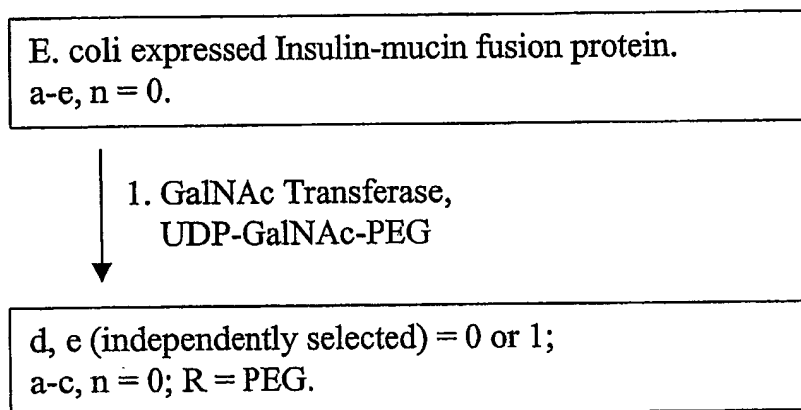 E. coli expressed Insulin-mucin fusion protein.
a-e, n = 0.
1. GalNAc Transferase,
UDP-GalNAc-PEG
d, e (independently selected) = 0 or 1;
a-c, n = 0; R = PEG.